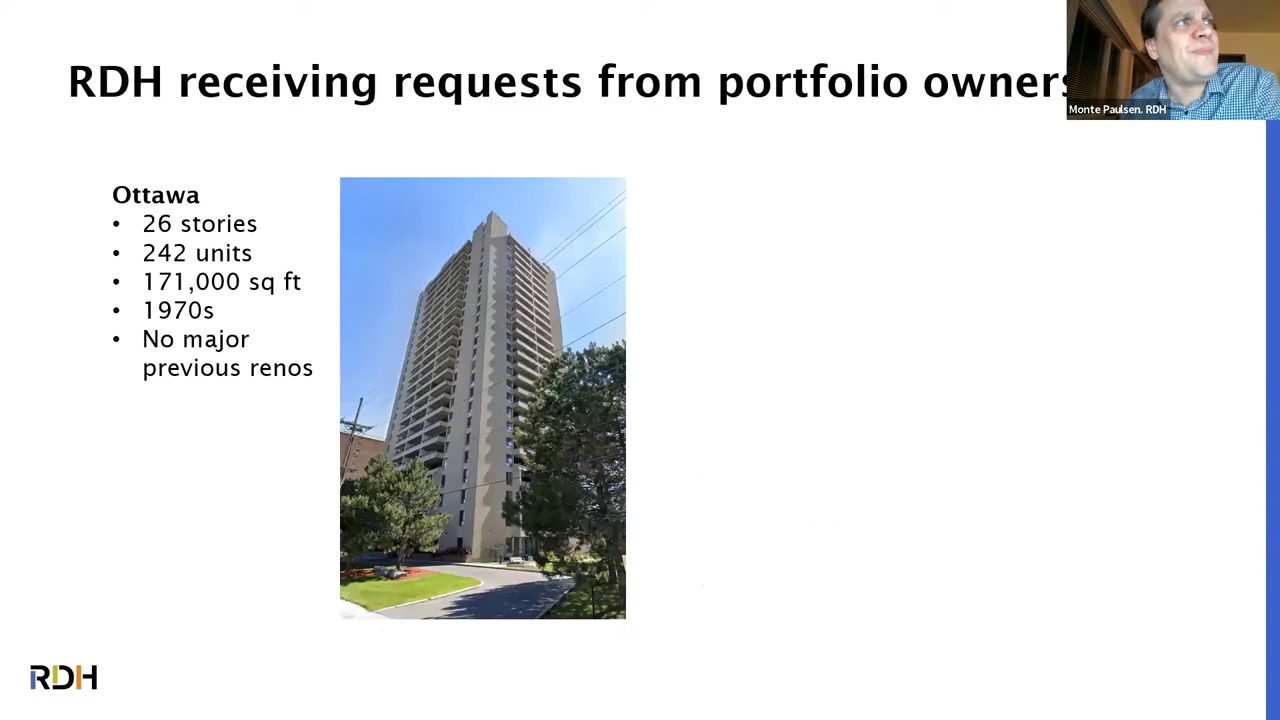 RDH receiving requests from portfolio owners
Monte Paulsen. RDH
Ottawa
• 26 stories
• 242 units
• 171,000 sq ft
• 1970s
• No major
previous renos
RDH